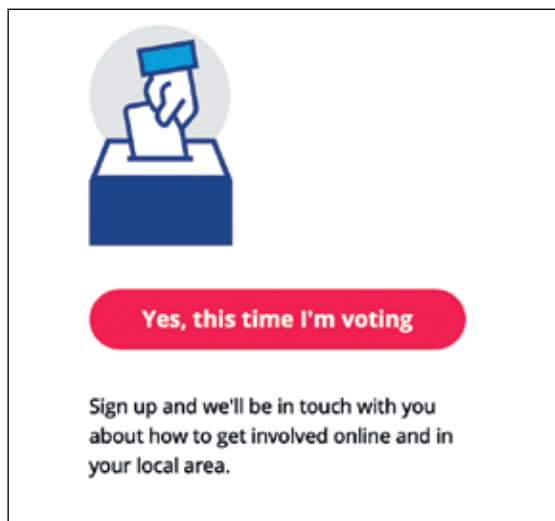 Yes, this time I'm voting
Sign up and we'll be in touch with you
about how to get involved online and in
your local area.